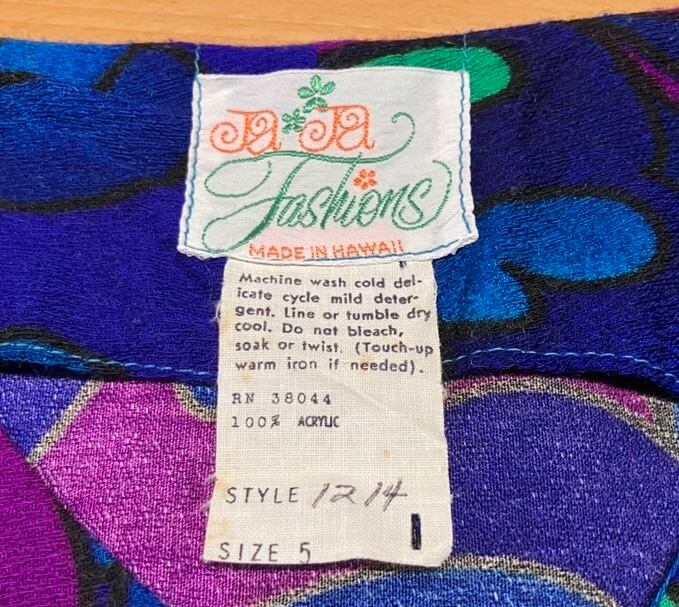 Ja Ja
Fashions
MADE IN HAWAII
Machine wash cold del-
icate cycle mild deter-
gent. Line or tumble dry
cool. Do not bleach,
soak or twist. (Touch-up
warm iron if needed).
RN 38044
100% ACRYLIC
STYLE 1214
SIZE 5